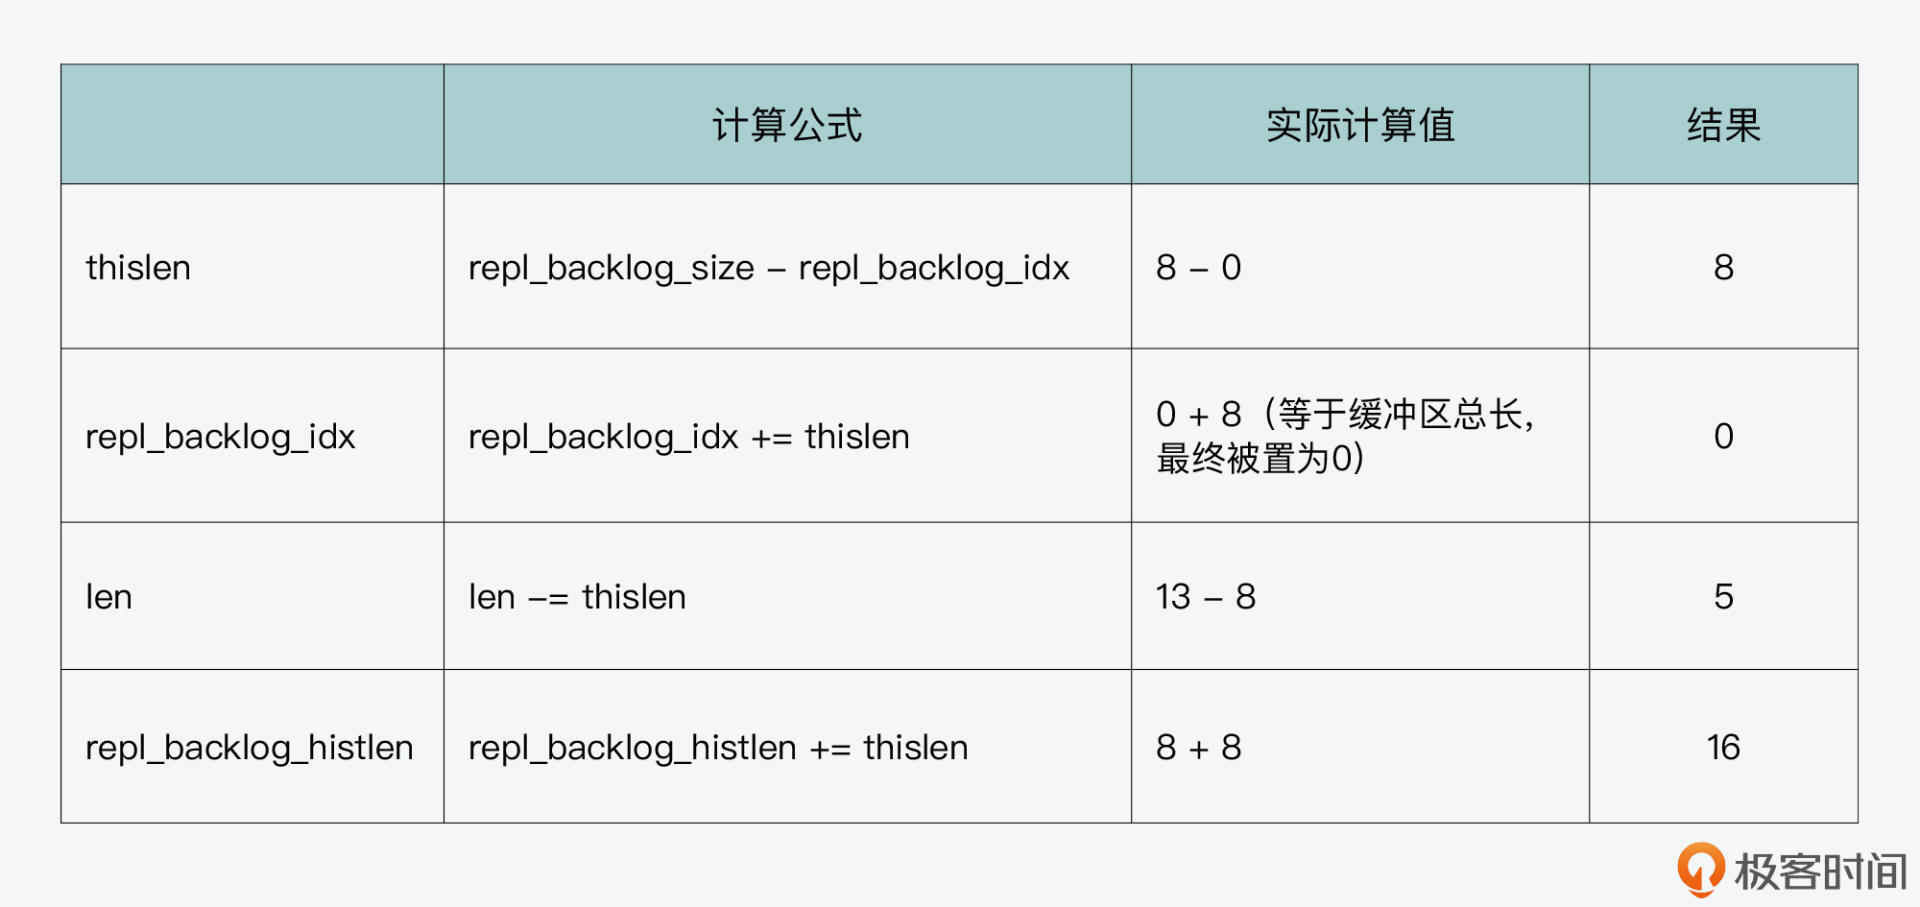 计算公式 实际计算值 结果
thislen repl_backlog_size – repl_backlog_idx 8 – 0 8
repl_backlog_idx repl_backlog_idx += thislen 0 + 8（等于缓冲区总长，
最终被置为0） 0
len len –= thislen 13 – 8 5
repl_backlog_histlen repl_backlog_histlen += thislen 8 + 8 16
极客时间